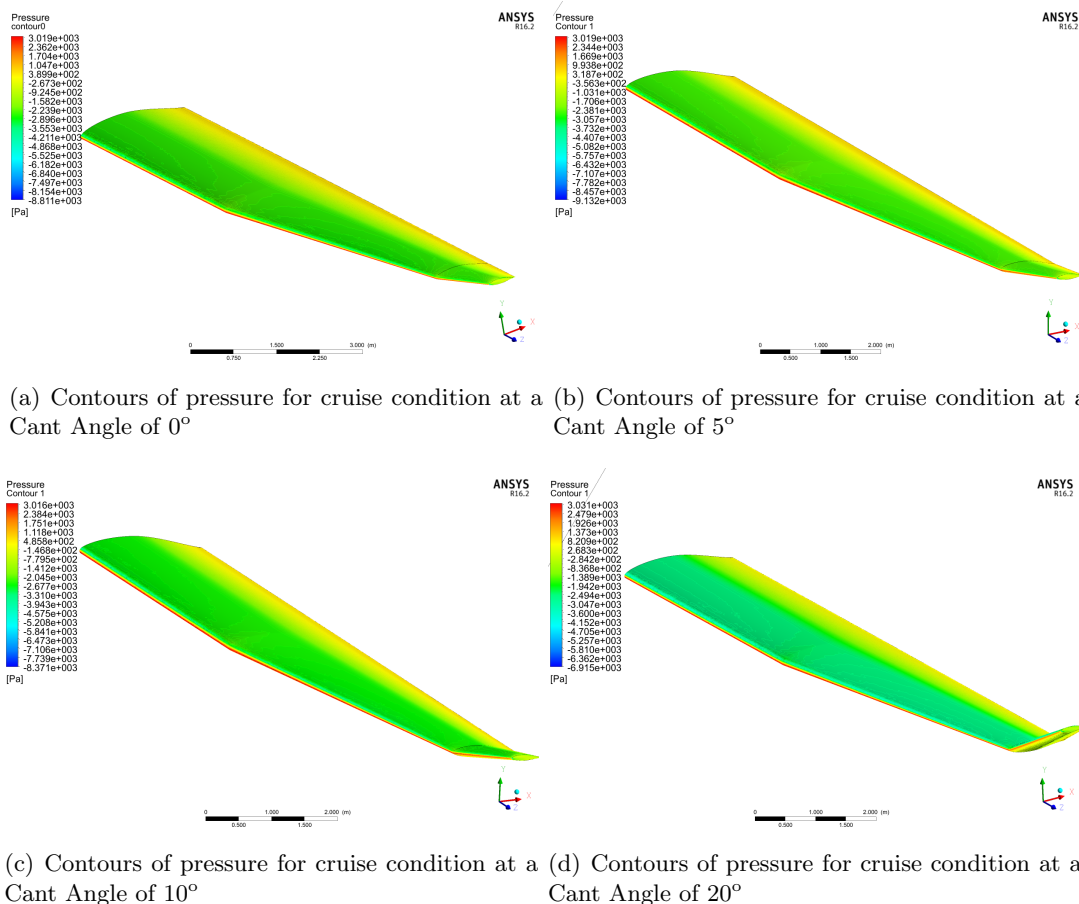 Pressure
contour0
3.019e+003
2.362e+003
1.704e+003
1.047e+003
3.899e+002
-2.673e+002
-9.245e+002
-1.582e+003
-2.239e+003
-2.896e+003
-3.553e+003
-4.211e+003
-4.868e+003
-5.525e+003
-6.182e+003
-6.840e+003
-7.497e+003
-8.154e+003
-8.811e+003
[Pa]
ANSYS
R16.2
Y
X
Z
0 1.500 3.000 (m)
0.750 2.250
(a) Contours of pressure for cruise condition at a
Cant Angle of 0º
Pressure
Contour 1
3.019e+003
2.344e+003
1.669e+003
9.938e+002
3.187e+002
-3.563e+002
-1.031e+003
-1.706e+003
-2.381e+003
-3.057e+003
-3.732e+003
-4.407e+003
-5.082e+003
-5.757e+003
-6.432e+003
-7.107e+003
-7.782e+003
-8.457e+003
-9.132e+003
[Pa]
ANSYS
R16.2
Y
X
Z
0 1.000 2.000 (m)
0.500 1.500
(b) Contours of pressure for cruise condition at a
Cant Angle of 5º
Pressure
Contour 1
3.016e+003
2.384e+003
1.751e+003
1.118e+003
4.858e+002
-1.468e+002
-7.795e+002
-1.412e+003
-2.045e+003
-2.677e+003
-3.310e+003
-3.943e+003
-4.575e+003
-5.208e+003
-5.841e+003
-6.473e+003
-7.106e+003
-7.739e+003
-8.371e+003
[Pa]
ANSYS
R16.2
Y
X
Z
0 1.000 2.000 (m)
0.500 1.500
(c) Contours of pressure for cruise condition at a
Cant Angle of 10º
Pressure
Contour 1
3.031e+003
2.479e+003
1.926e+003
1.373e+003
8.209e+002
2.683e+002
-2.842e+002
-8.368e+002
-1.389e+003
-1.942e+003
-2.494e+003
-3.047e+003
-3.600e+003
-4.152e+003
-4.705e+003
-5.257e+003
-5.810e+003
-6.362e+003
-6.915e+003
[Pa]
ANSYS
R16.2
Y
X
Z
0 1.000 2.000 (m)
0.500 1.500
(d) Contours of pressure for cruise condition at a
Cant Angle of 20º